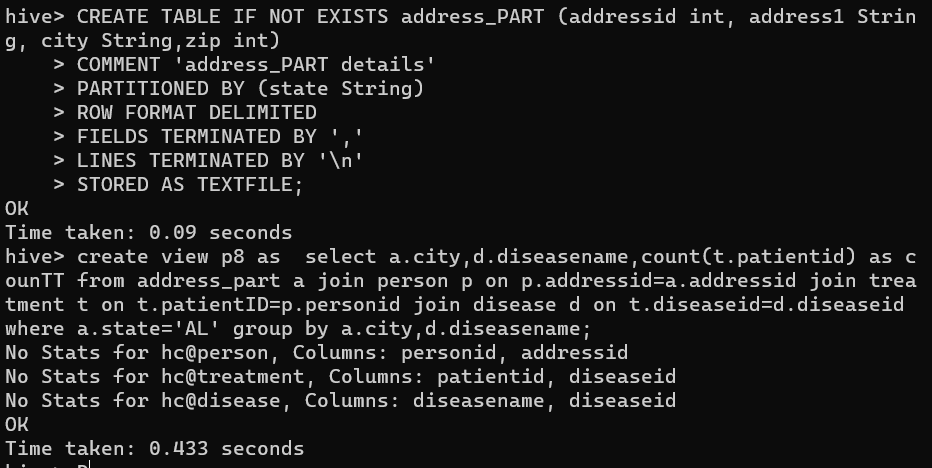 hive> CREATE TABLE IF NOT EXISTS address_PART (addressid int, address1 Strin
g, city String,zip int)
    > COMMENT 'address_PART details'
    > PARTITIONED BY (state String)
    > ROW FORMAT DELIMITED
    > FIELDS TERMINATED BY ','
    > LINES TERMINATED BY '\n'
    > STORED AS TEXTFILE;
OK
Time taken: 0.09 seconds
hive> create view p8 as  select a.city,d.diseasename,count(t.patientid) as c
ounTT from address_part a join person p on p.addressid=a.addressid join trea
tment t on t.patientID=p.personid join disease d on t.diseaseid=d.diseaseid
where a.state='AL' group by a.city,d.diseasename;
No Stats for hc@person, Columns: personid, addressid
No Stats for hc@treatment, Columns: patientid, diseaseid
No Stats for hc@disease, Columns: diseasename, diseaseid
OK
Time taken: 0.433 seconds